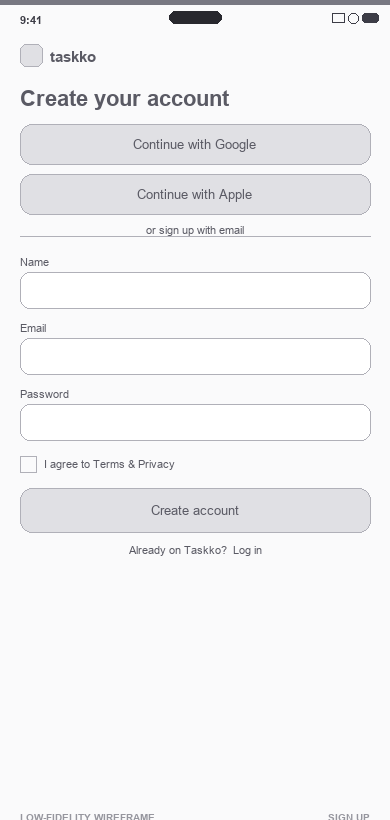 9:41
taskko
Create your account
Continue with Google
Continue with Apple
or sign up with email
Name
Email
Password
I agree to Terms & Privacy
Create account
Already on Taskko?  Log in
LOW-FIDELITY WIREFRAME
SIGN UP